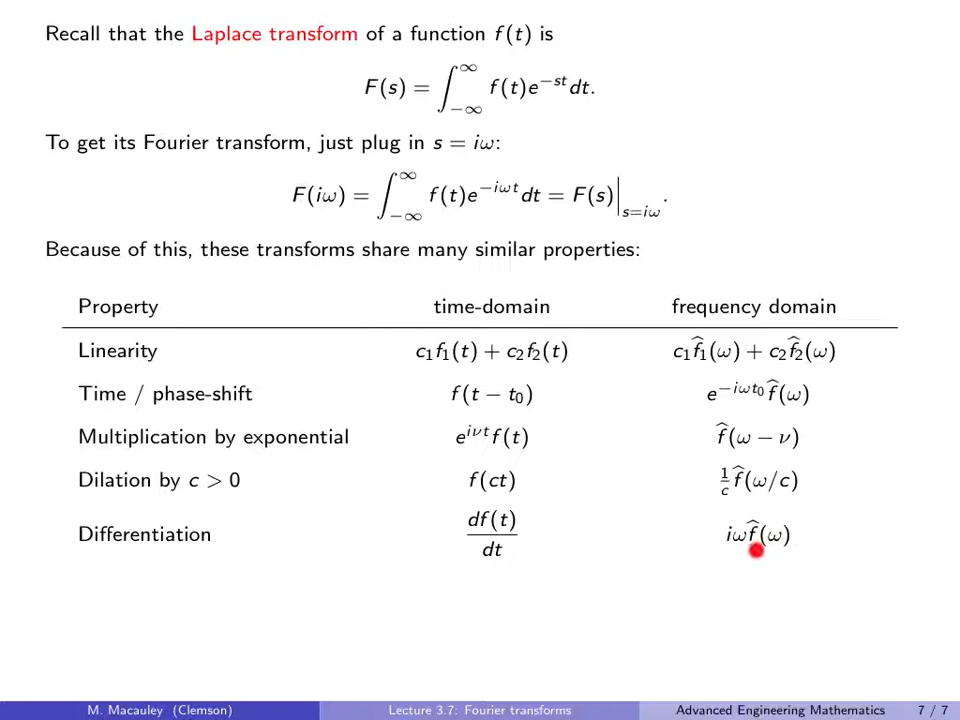 Recall that the Laplace transform of a function f(t) is
F(s) = ∫_{−∞}^{∞} f(t)e^{−st}dt.
To get its Fourier transform, just plug in s = iω:
F(iω) = ∫_{−∞}^{∞} f(t)e^{−iωt}dt = F(s)|_{s=iω}.
Because of this, these transforms share many similar properties:
Property time-domain frequency domain
Linearity c₁f₁(t) + c₂f₂(t) c₁f̂₁(ω) + c₂f̂₂(ω)
Time / phase-shift f(t − t₀) e^{−iωt₀}f̂(ω)
Multiplication by exponential e^{iνt}f(t) f̂(ω − ν)
Dilation by c > 0 f(ct) 1/c f̂(ω/c)
Differentiation df(t)/dt iωf̂(ω)
M. Macauley (Clemson) Lecture 3.7: Fourier transforms Advanced Engineering Mathematics 7 / 7